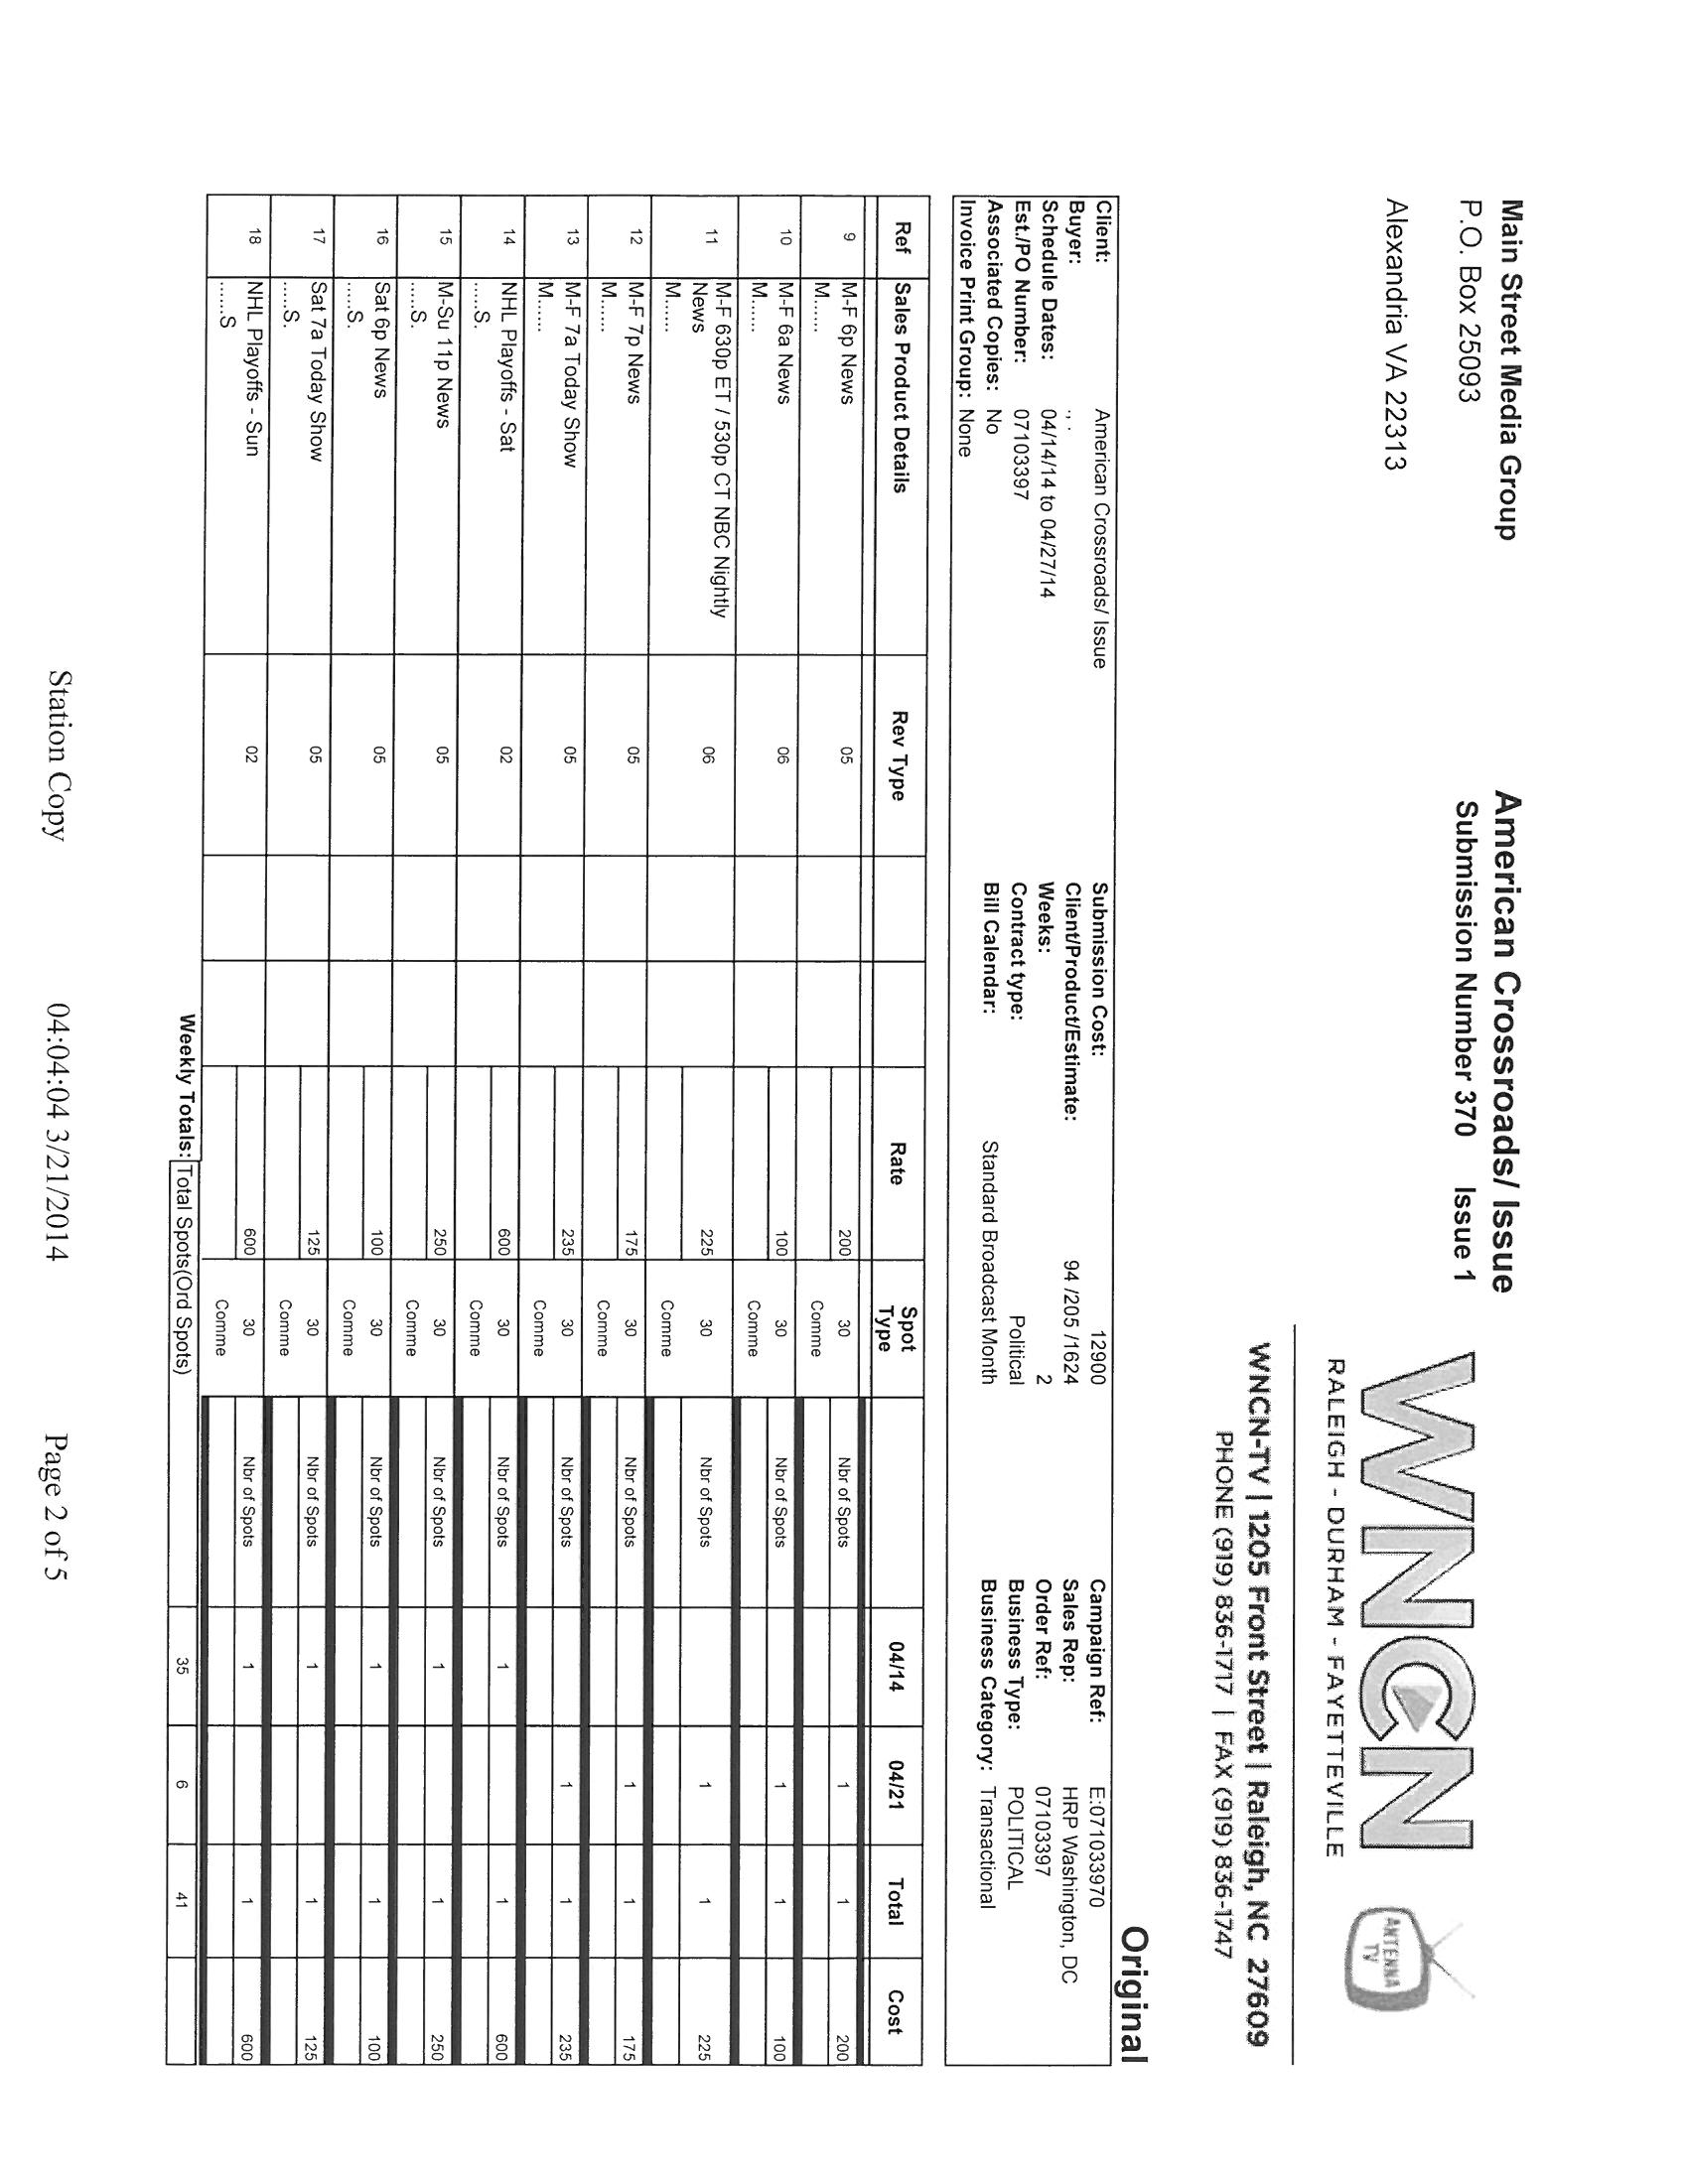 Main Street Media Group
P.O. Box 25093
Alexandria VA 22313
American Crossroads/ Issue
Submission Number 370 Issue 1
WNCN
RALEIGH - DURHAM - FAYETTEVILLE
ANTENNA
TV
WNCN-TV | 1205 Front Street | Raleigh, NC 27609
PHONE (919) 836-1717 | FAX (919) 836-1747
Original
Client: American Crossroads/ Issue Submission Cost: 12900 Campaign Ref: E:071033970
Buyer: , , Client/Product/Estimate: 94 /205 /1624 Sales Rep: HRP Washington, DC
Schedule Dates: 04/14/14 to 04/27/14 Weeks: 2 Order Ref: 07103397
Est./PO Number: 07103397 Contract type: Political Business Type: POLITICAL
Associated Copies: No Bill Calendar: Standard Broadcast Month Business Category: Transactional
Invoice Print Group: None
Ref Sales Product Details Rev Type Rate Spot Type 04/14 04/21 Total Cost
9 M-F 6p News 05 200 30 Nbr of Spots 1 1 200
M...... Comme
10 M-F 6a News 06 100 30 Nbr of Spots 1 1 100
M...... Comme
11 M-F 630p ET / 530p CT NBC Nightly 06 225 30 Nbr of Spots 1 1 225
News
M...... Comme
12 M-F 7p News 05 175 30 Nbr of Spots 1 1 175
M...... Comme
13 M-F 7a Today Show 05 235 30 Nbr of Spots 1 1 235
M...... Comme
14 NHL Playoffs - Sat 02 600 30 Nbr of Spots 1 1 600
.....S. Comme
15 M-Su 11p News 05 250 30 Nbr of Spots 1 1 250
.....S. Comme
16 Sat 6p News 05 100 30 Nbr of Spots 1 1 100
.....S. Comme
17 Sat 7a Today Show 05 125 30 Nbr of Spots 1 1 125
.....S. Comme
18 NHL Playoffs - Sun 02 600 30 Nbr of Spots 1 1 600
......S Comme
Weekly Totals: Total Spots(Ord Spots) 35 6 41
Station Copy 04:04:04 3/21/2014 Page 2 of 5